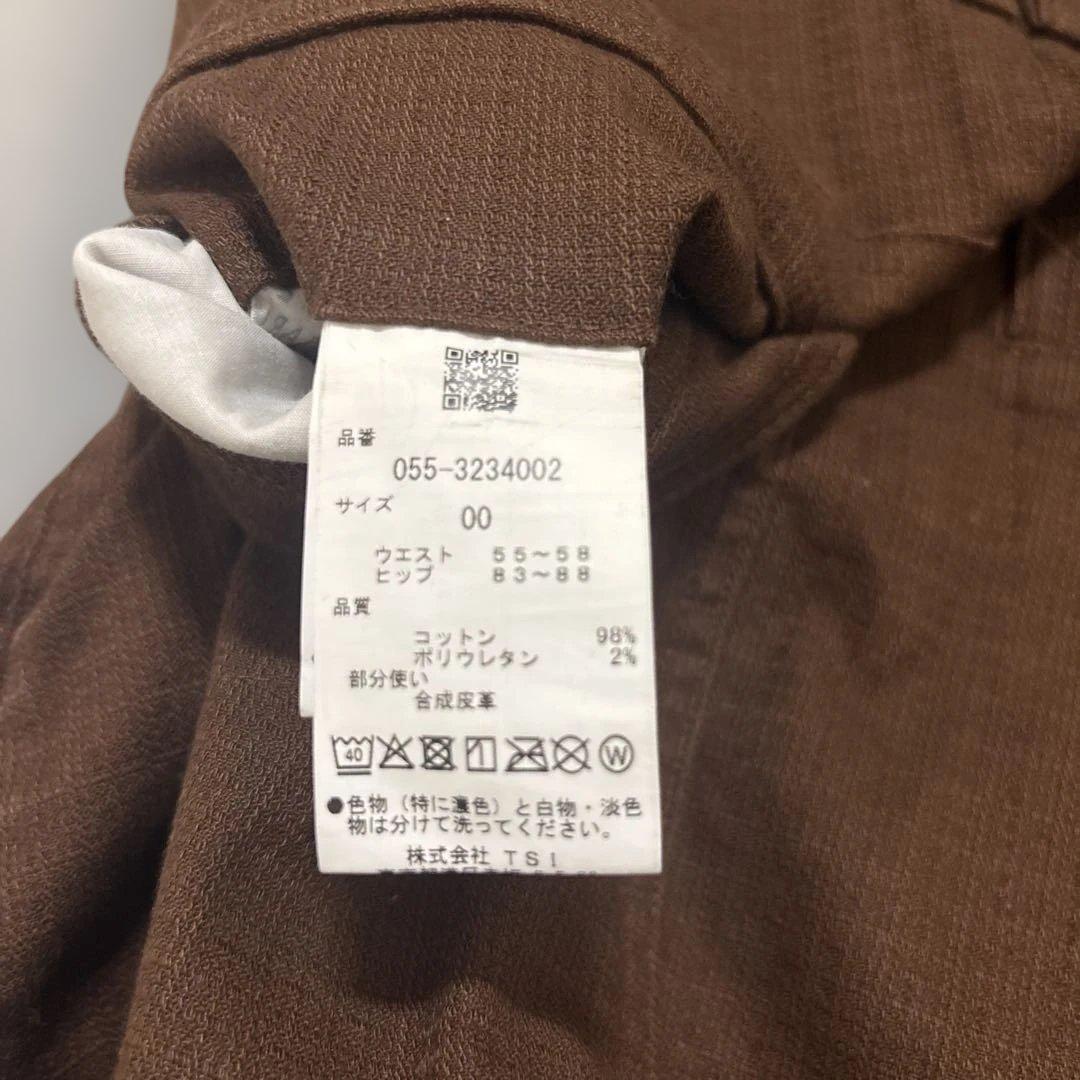 品番
055-3234002
サイズ
00
ウエスト 55〜58
ヒップ 83〜88
品質
コットン 98%
ポリウレタン 2%
部分使い
合成皮革
40
W
●色物（特に濃色）と白物・淡色
物は分けて洗ってください。
株式会社 TSI